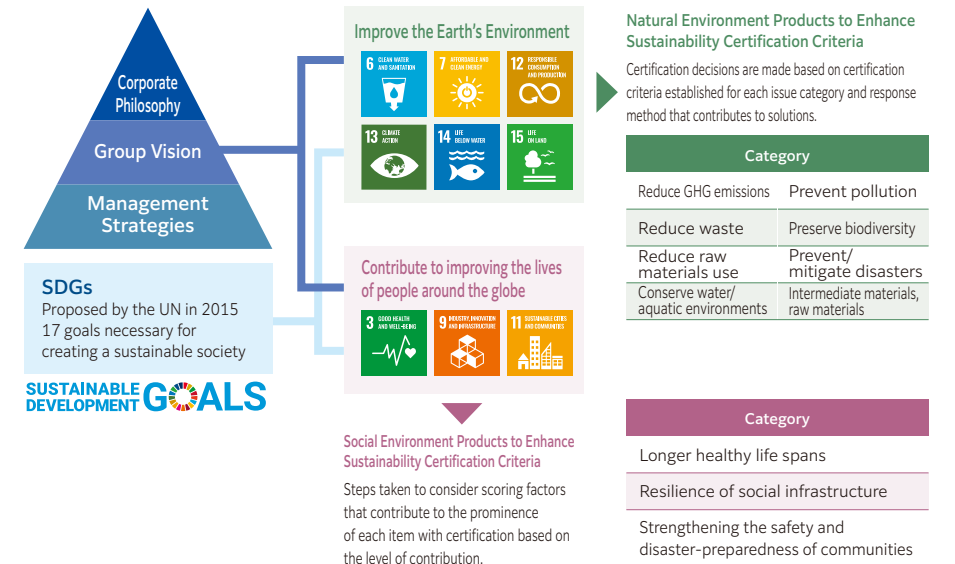 Corporate
Philosophy
Group Vision
Management
Strategies
SDGs
Proposed by the UN in 2015
17 goals necessary for
creating a sustainable society
SUSTAINABLE
DEVELOPMENT
GOALS
Improve the Earth's Environment
6 CLEAN WATER
AND SANITATION
7 AFFORDABLE AND
CLEAN ENERGY
12 RESPONSIBLE
CONSUMPTION
AND PRODUCTION
13 CLIMATE
ACTION
14 LIFE
BELOW WATER
15 LIFE
ON LAND
Contribute to improving the lives
of people around the globe
3 GOOD HEALTH
AND WELL-BEING
9 INDUSTRY, INNOVATION
AND INFRASTRUCTURE
11 SUSTAINABLE CITIES
AND COMMUNITIES
Social Environment Products to Enhance
Sustainability Certification Criteria
Steps taken to consider scoring factors
that contribute to the prominence
of each item with certification based on
the level of contribution.
Natural Environment Products to Enhance
Sustainability Certification Criteria
Certification decisions are made based on certification
criteria established for each issue category and response
method that contributes to solutions.
Category
Reduce GHG emissions
Prevent pollution
Reduce waste
Preserve biodiversity
Reduce raw
materials use
Prevent/
mitigate disasters
Conserve water/
aquatic environments
Intermediate materials,
raw materials
Category
Longer healthy life spans
Resilience of social infrastructure
Strengthening the safety and
disaster-preparedness of communities